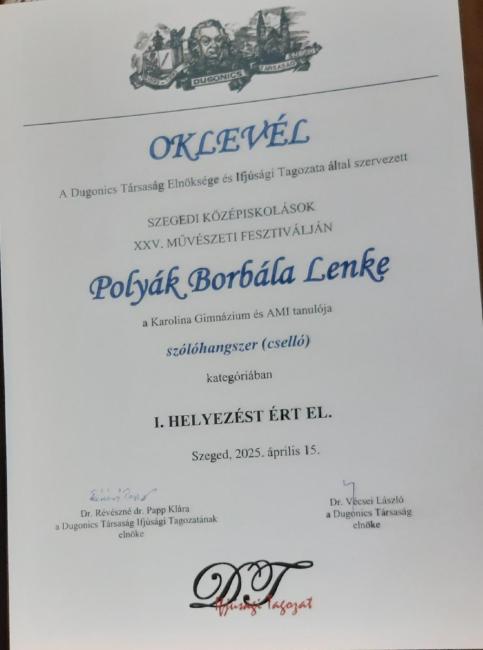 DUGONICS
TÁRSASÁG
OKLEVÉL
A Dugonics Társaság Elnöksége és Ifjúsági Tagozata által szervezett
SZEGEDI KÖZÉPISKOLÁSOK
XXV. MŰVÉSZETI FESZTIVÁLJÁN
Polyák Borbála Lenke
a Karolina Gimnázium és AMI tanulója
szólóhangszer (cselló)
kategóriában
I. HELYEZÉST ÉRT EL.
Szeged, 2025. április 15.
Dr. Révészné dr. Papp Klára
a Dugonics Társaság Ifjúsági Tagozatának
elnöke
Dr. Vécsei László
a Dugonics Társaság
elnöke
DT
Ifjúsági Tagozat